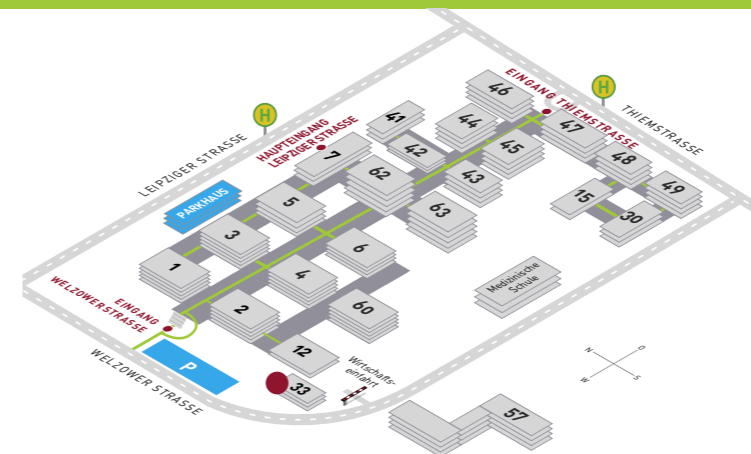 H
THIEMSTRASSE
EINGANG THIEMSTRASSE
46
47
48
49
15
30
41
42
44
45
43
H
LEIPZIGER STRASSE
HAUPTEINGANG
LEIPZIGER STRASSE
7
62
63
5
PARKHAUS
3
1
6
4
2
60
12
33
EINGANG
WELZOWER STRASSE
P
WELZOWER STRASSE
Wirtschafts-
einfahrt
Medizinische
Schule
57
N
O
W
S